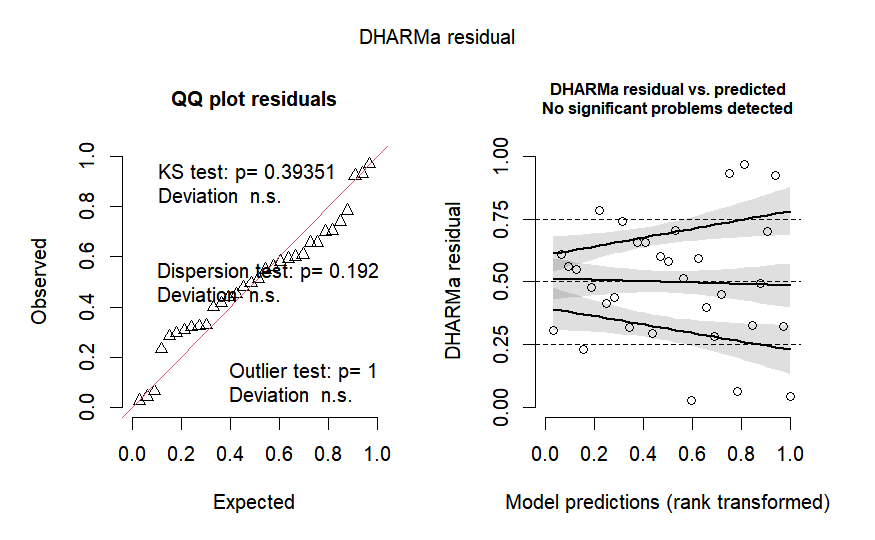 DHARMa residual
QQ plot residuals
KS test: p= 0.39351
Deviation n.s.
Dispersion test: p= 0.192
Deviation n.s.
Outlier test: p= 1
Deviation n.s.
Observed
0.0 0.2 0.4 0.6 0.8 1.0
0.0 0.2 0.4 0.6 0.8 1.0
Expected
DHARMa residual vs. predicted
No significant problems detected
DHARMa residual
0.00 0.25 0.50 0.75 1.00
0.0 0.2 0.4 0.6 0.8 1.0
Model predictions (rank transformed)